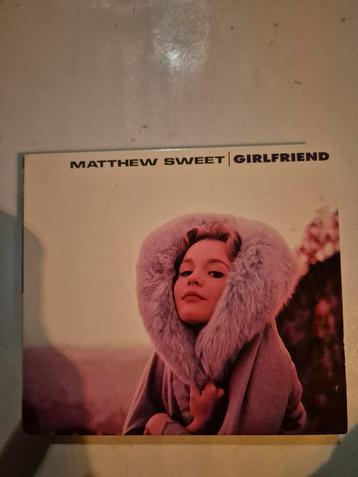 MATTHEW SWEET | GIRLFRIEND